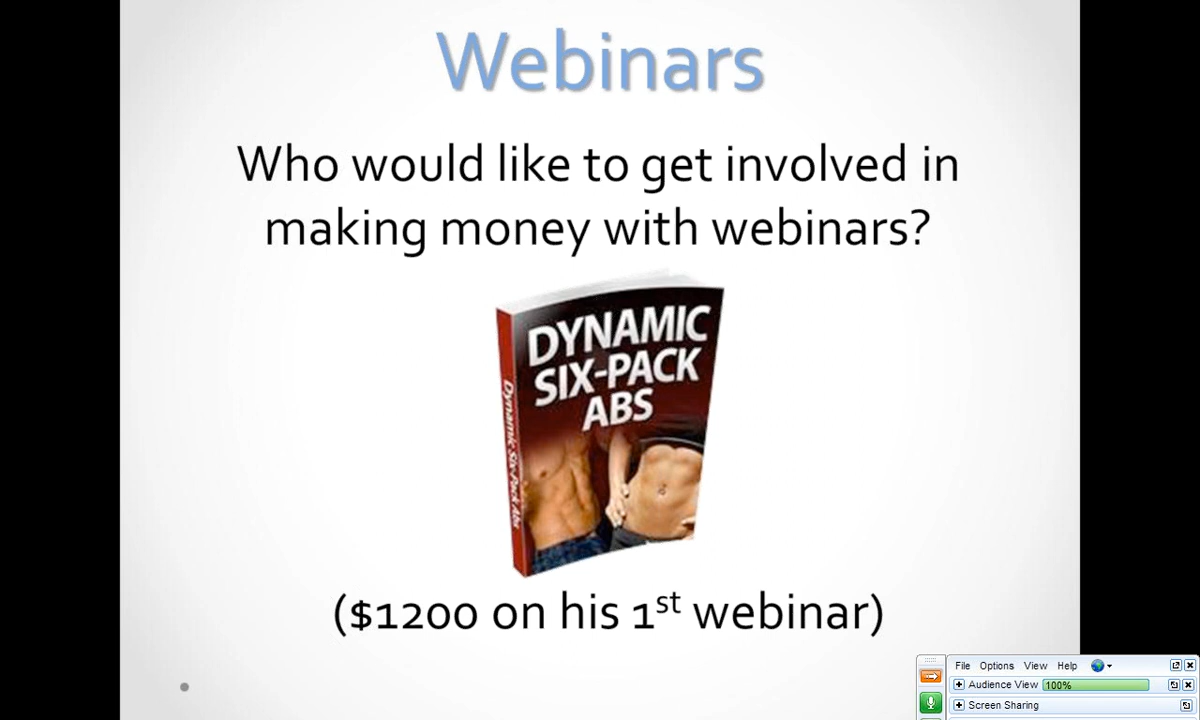 Webinars
Who would like to get involved in
making money with webinars?
DYNAMIC
SIX-PACK
ABS
Dynamic Six-Pack Abs
($1200 on his 1st webinar)
File Options View Help
Audience View 100%
Screen Sharing